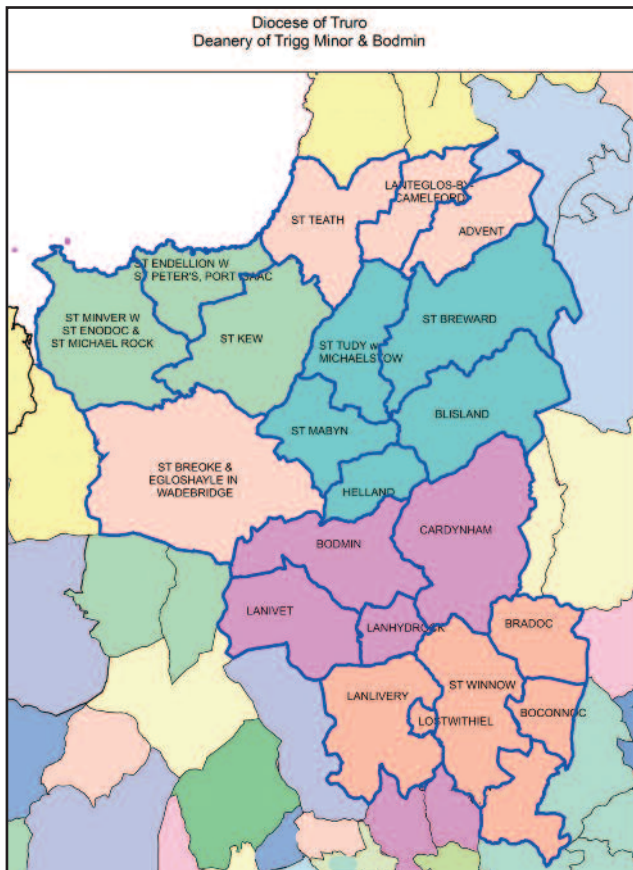 Diocese of Truro
Deanery of Trigg Minor & Bodmin
LANTEGLOS-BY-
CAMELFORD
ST TEATH
ADVENT
ST ENDELLION W
ST PETER'S, PORT ISAAC
ST MINVER W
ST ENODOC &
ST MICHAEL ROCK
ST KEW
ST TUDY w
MICHAELSTOW
ST BREWARD
BLISLAND
ST MABYN
ST BREOKE &
EGLOSHAYLE IN
WADEBRIDGE
HELLAND
BODMIN
CARDYNHAM
LANIVET
LANHYDROCK
BRADOC
LANLIVERY
ST WINNOW
LOSTWITHIEL
BOCONNOC